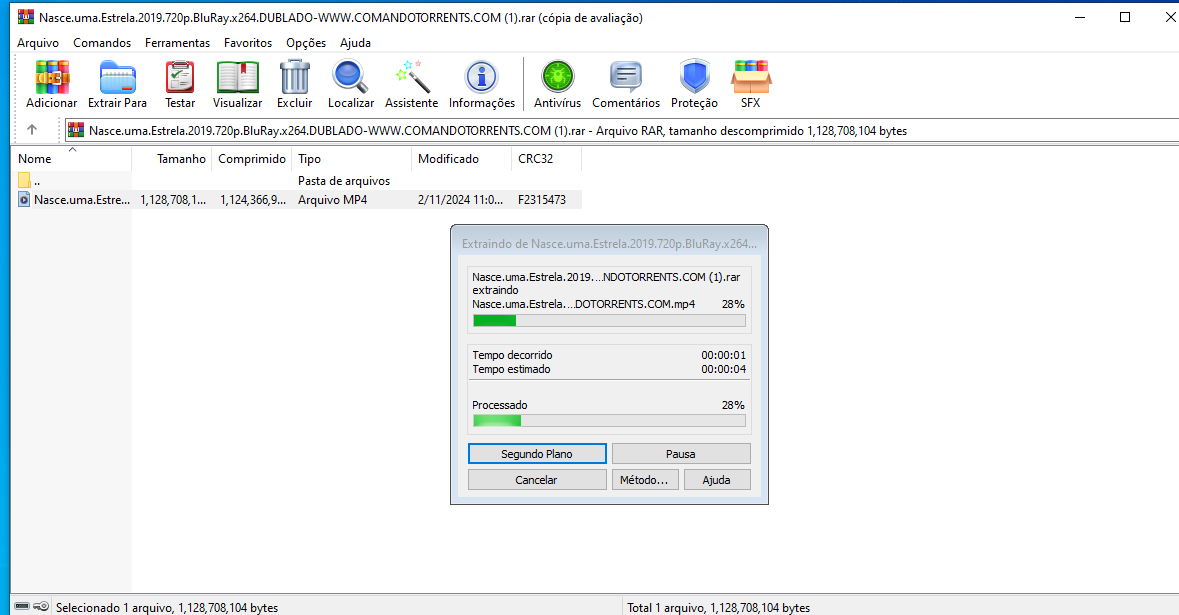 Nasce.uma.Estrela.2019.720p.BluRay.x264.DUBLADO-WWW.COMANDOTORRENTS.COM (1).rar (cópia de avaliação)
Arquivo Comandos Ferramentas Favoritos Opções Ajuda
Adicionar Extrair Para Testar Visualizar Excluir Localizar Assistente Informações Antivírus Comentários Proteção SFX
Nasce.uma.Estrela.2019.720p.BluRay.x264.DUBLADO-WWW.COMANDOTORRENTS.COM (1).rar - Arquivo RAR, tamanho descomprimido 1,128,708,104 bytes
Nome Tamanho Comprimido Tipo Modificado CRC32
.. Pasta de arquivos
Nasce.uma.Estre... 1,128,708,1... 1,124,366,9... Arquivo MP4 2/11/2024 11:0... F2315473
Extraindo de Nasce.uma.Estrela.2019.720p.BluRay.x264...
Nasce.uma.Estrela.2019....NDOTORRENTS.COM (1).rar
extraindo
Nasce.uma.Estrela....DOTORRENTS.COM.mp4 28%
Tempo decorrido 00:00:01
Tempo estimado 00:00:04
Processado 28%
Segundo Plano Pausa
Cancelar Método... Ajuda
Selecionado 1 arquivo, 1,128,708,104 bytes Total 1 arquivo, 1,128,708,104 bytes